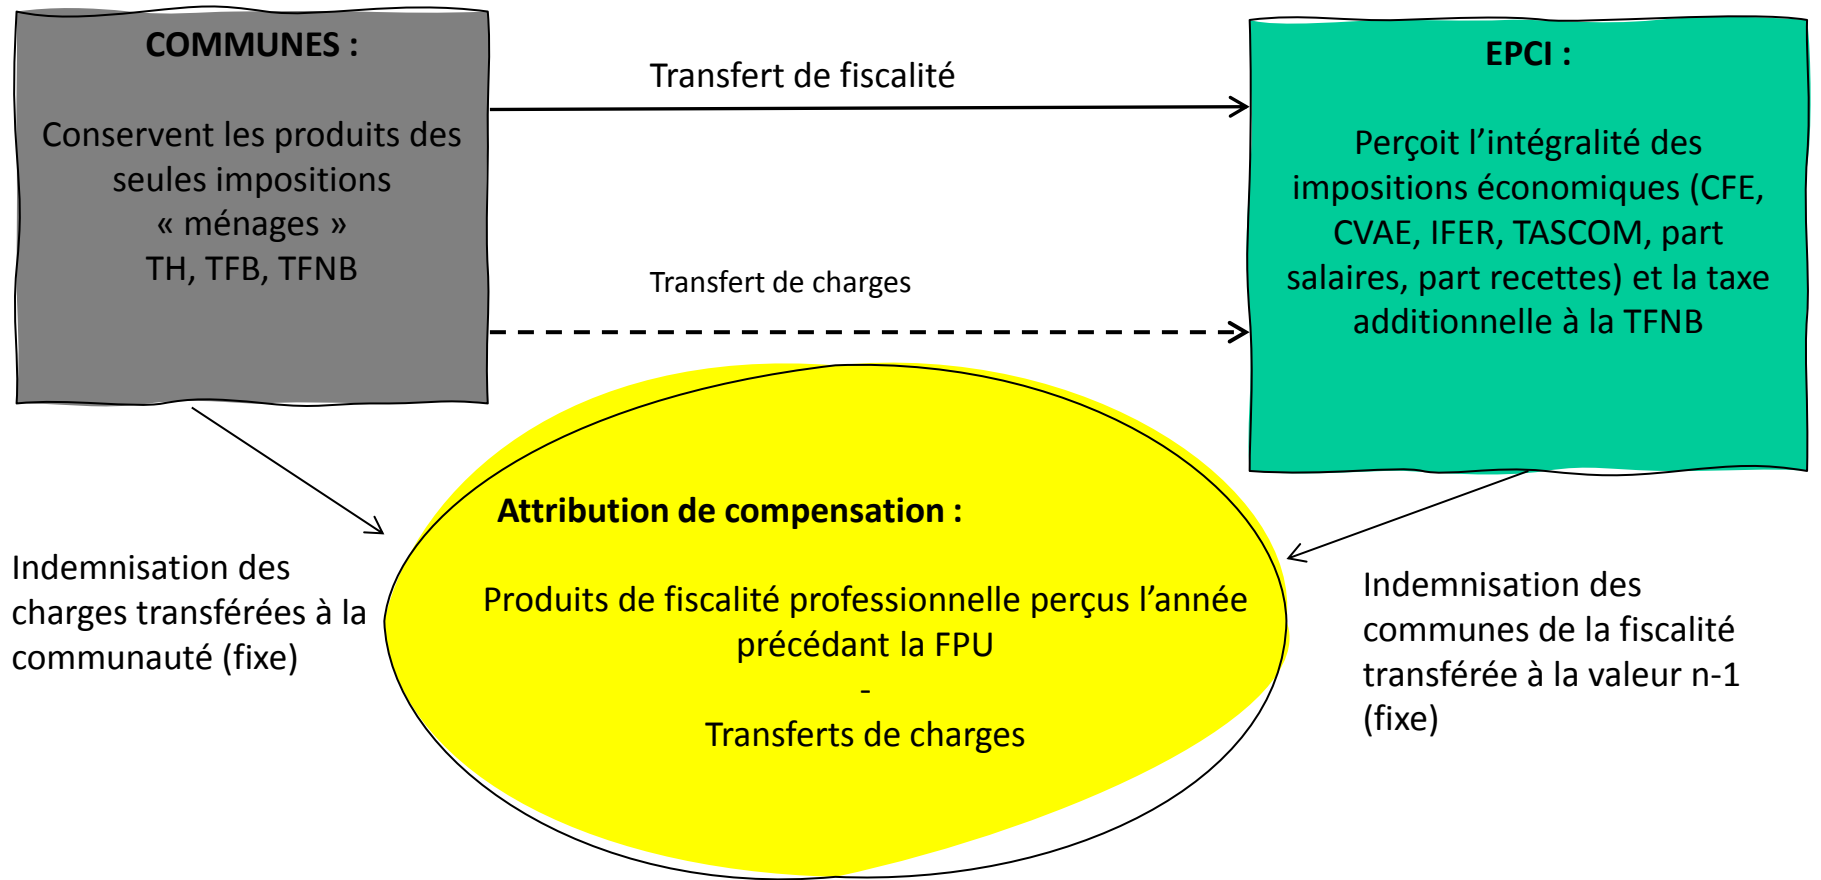 COMMUNES :
Conservent les produits des
seules impositions
« ménages »
TH, TFB, TFNB
Transfert de fiscalité
Transfert de charges
EPCI :
Perçoit l’intégralité des
impositions économiques (CFE,
CVAE, IFER, TASCOM, part
salaires, part recettes) et la taxe
additionnelle à la TFNB
Indemnisation des
charges transférées à la
communauté (fixe)
Attribution de compensation :
Produits de fiscalité professionnelle perçus l’année
précédant la FPU
-
Transferts de charges
Indemnisation des
communes de la fiscalité
transférée à la valeur n-1
(fixe)